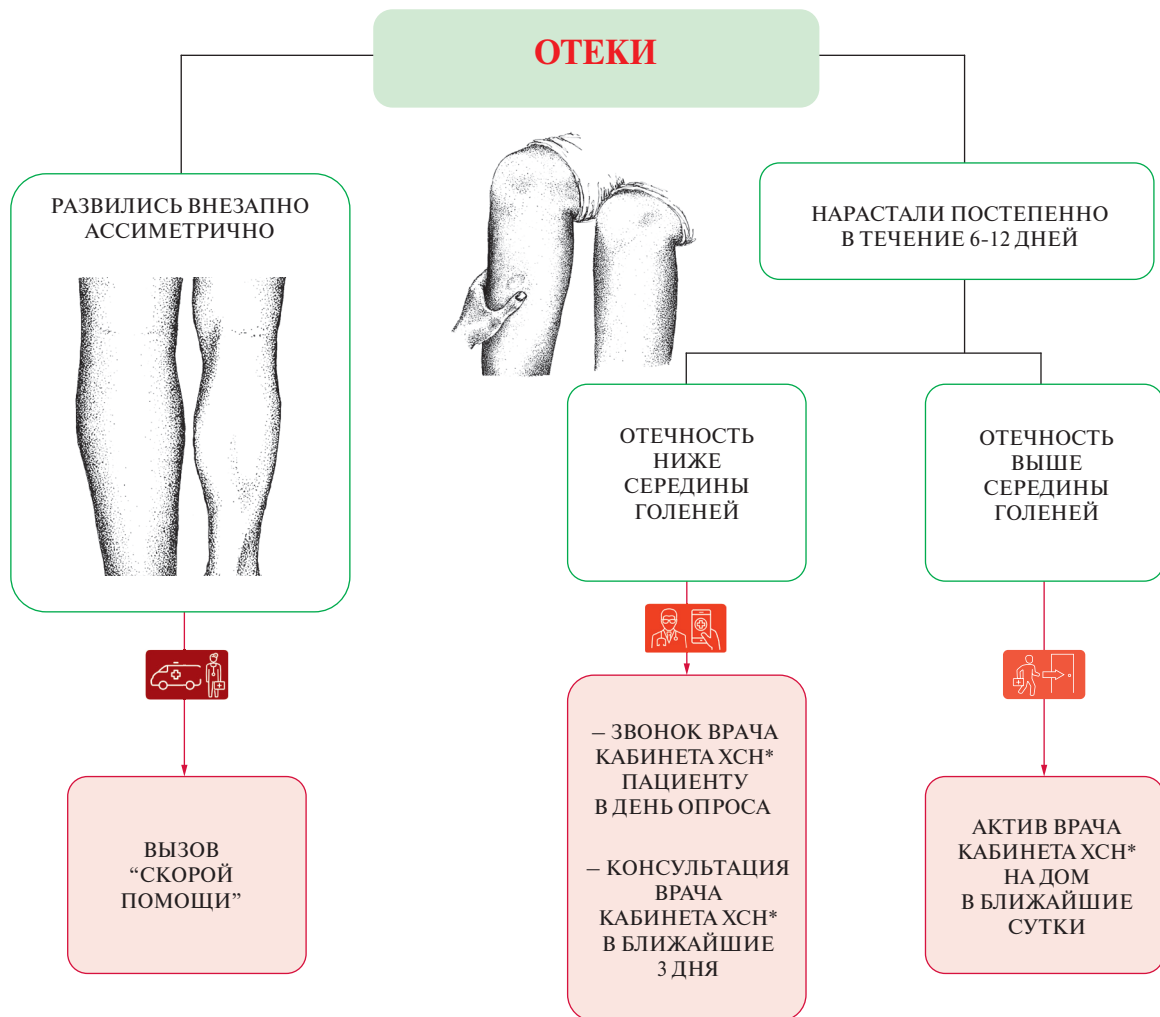 ОТЕКИ
РАЗВИЛИСЬ ВНЕЗАПНО
АССИМЕТРИЧНО
НАРАСТАЛИ ПОСТЕПЕННО
В ТЕЧЕНИЕ 6-12 ДНЕЙ
ОТЕЧНОСТЬ
НИЖЕ
СЕРЕДИНЫ
ГОЛЕНЕЙ
ОТЕЧНОСТЬ
ВЫШЕ
СЕРЕДИНЫ
ГОЛЕНЕЙ
ВЫЗОВ
“СКОРОЙ
ПОМОЩИ”
– ЗВОНОК ВРАЧА
КАБИНЕТА ХСН*
ПАЦИЕНТУ
В ДЕНЬ ОПРОСА
– КОНСУЛЬТАЦИЯ
ВРАЧА
КАБИНЕТА ХСН*
В БЛИЖАЙШИЕ
3 ДНЯ
АКТИВ ВРАЧА
КАБИНЕТА ХСН*
НА ДОМ
В БЛИЖАЙШИЕ
СУТКИ